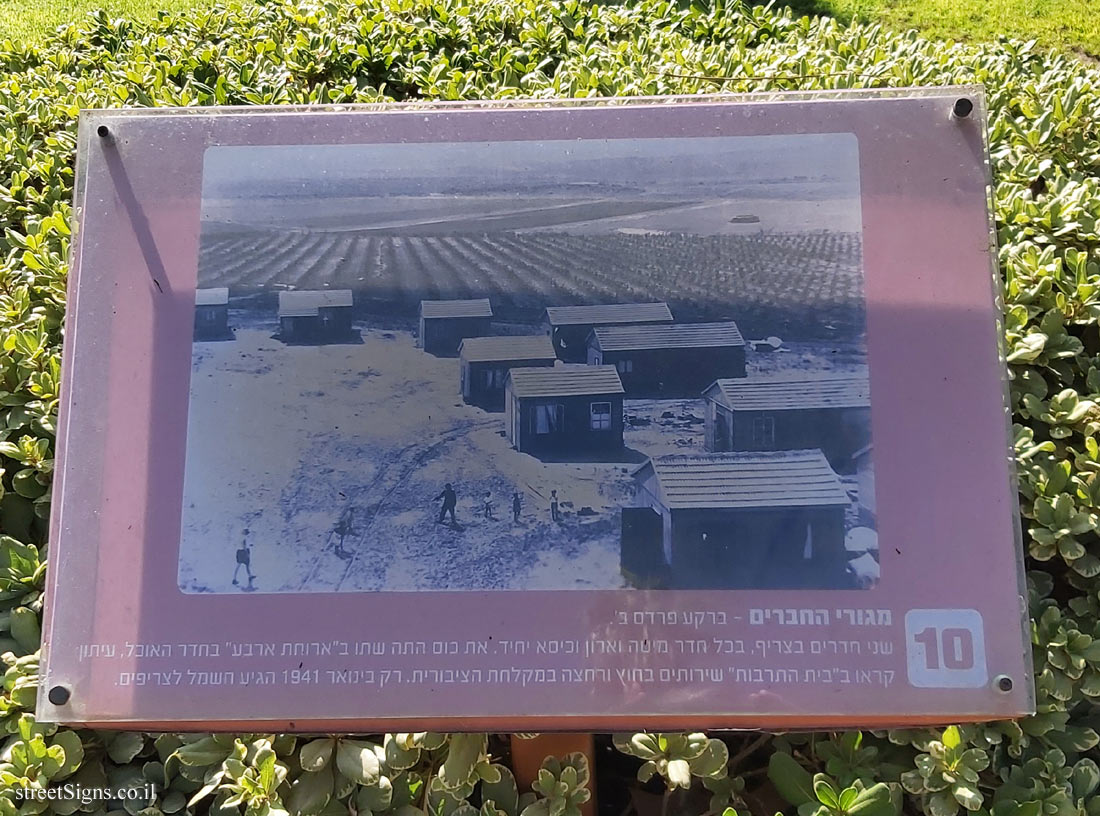 מגורי החברים - ברקע פרדס ב'.
שני חדרים בצריף, בכל חדר מיטה וארון וכיסא יחיד. את כוס התה שתו ב"ארוחת ארבע" בחדר האוכל, עיתון
קראו ב"בית התרבות" שירותים בחוץ ורחצה במקלחת הציבורית. רק בינואר 1941 הגיע חשמל לצריפים.
10
streetSigns.co.il